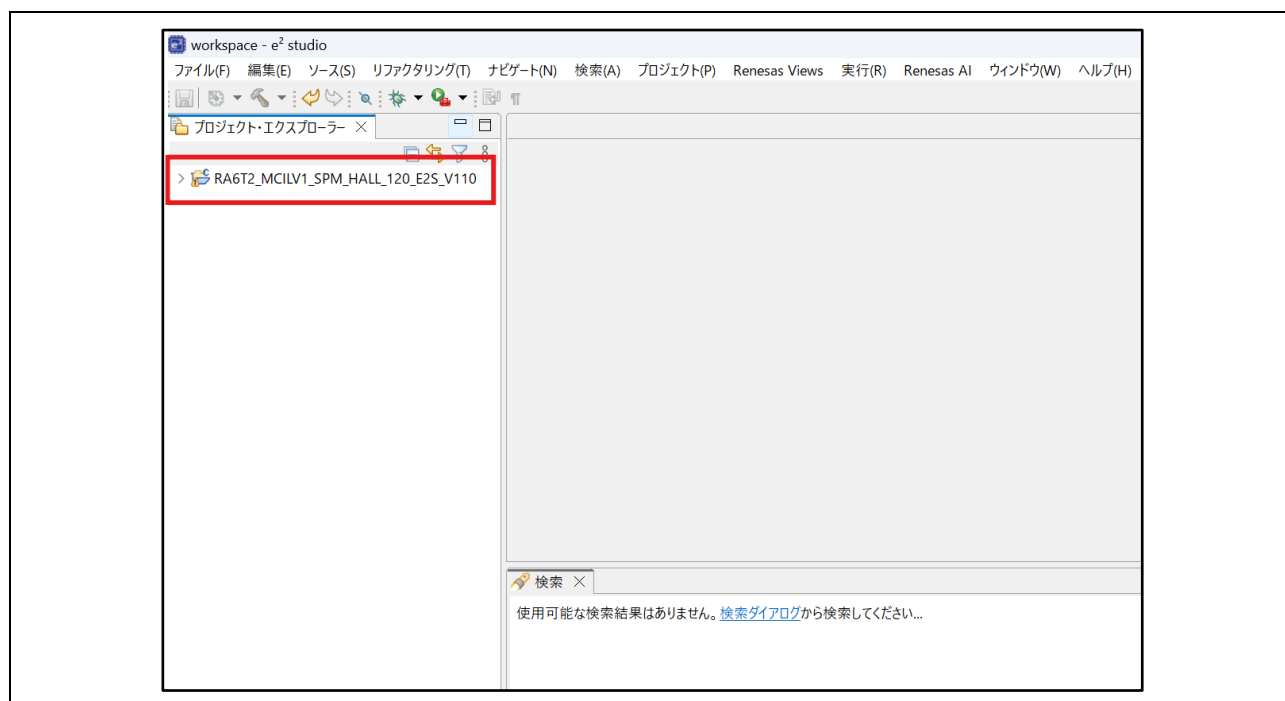 workspace - e² studio
ファイル(F) 編集(E) ソース(S) リファクタリング(T) ナビゲート(N) 検索(A) プロジェクト(P) Renesas Views 実行(R) Renesas AI ウィンドウ(W) ヘルプ(H)
プロジェクト・エクスプローラー
RA6T2_MCILV1_SPM_HALL_120_E2S_V110
検索
使用可能な検索結果はありません。検索ダイアログから検索してください...